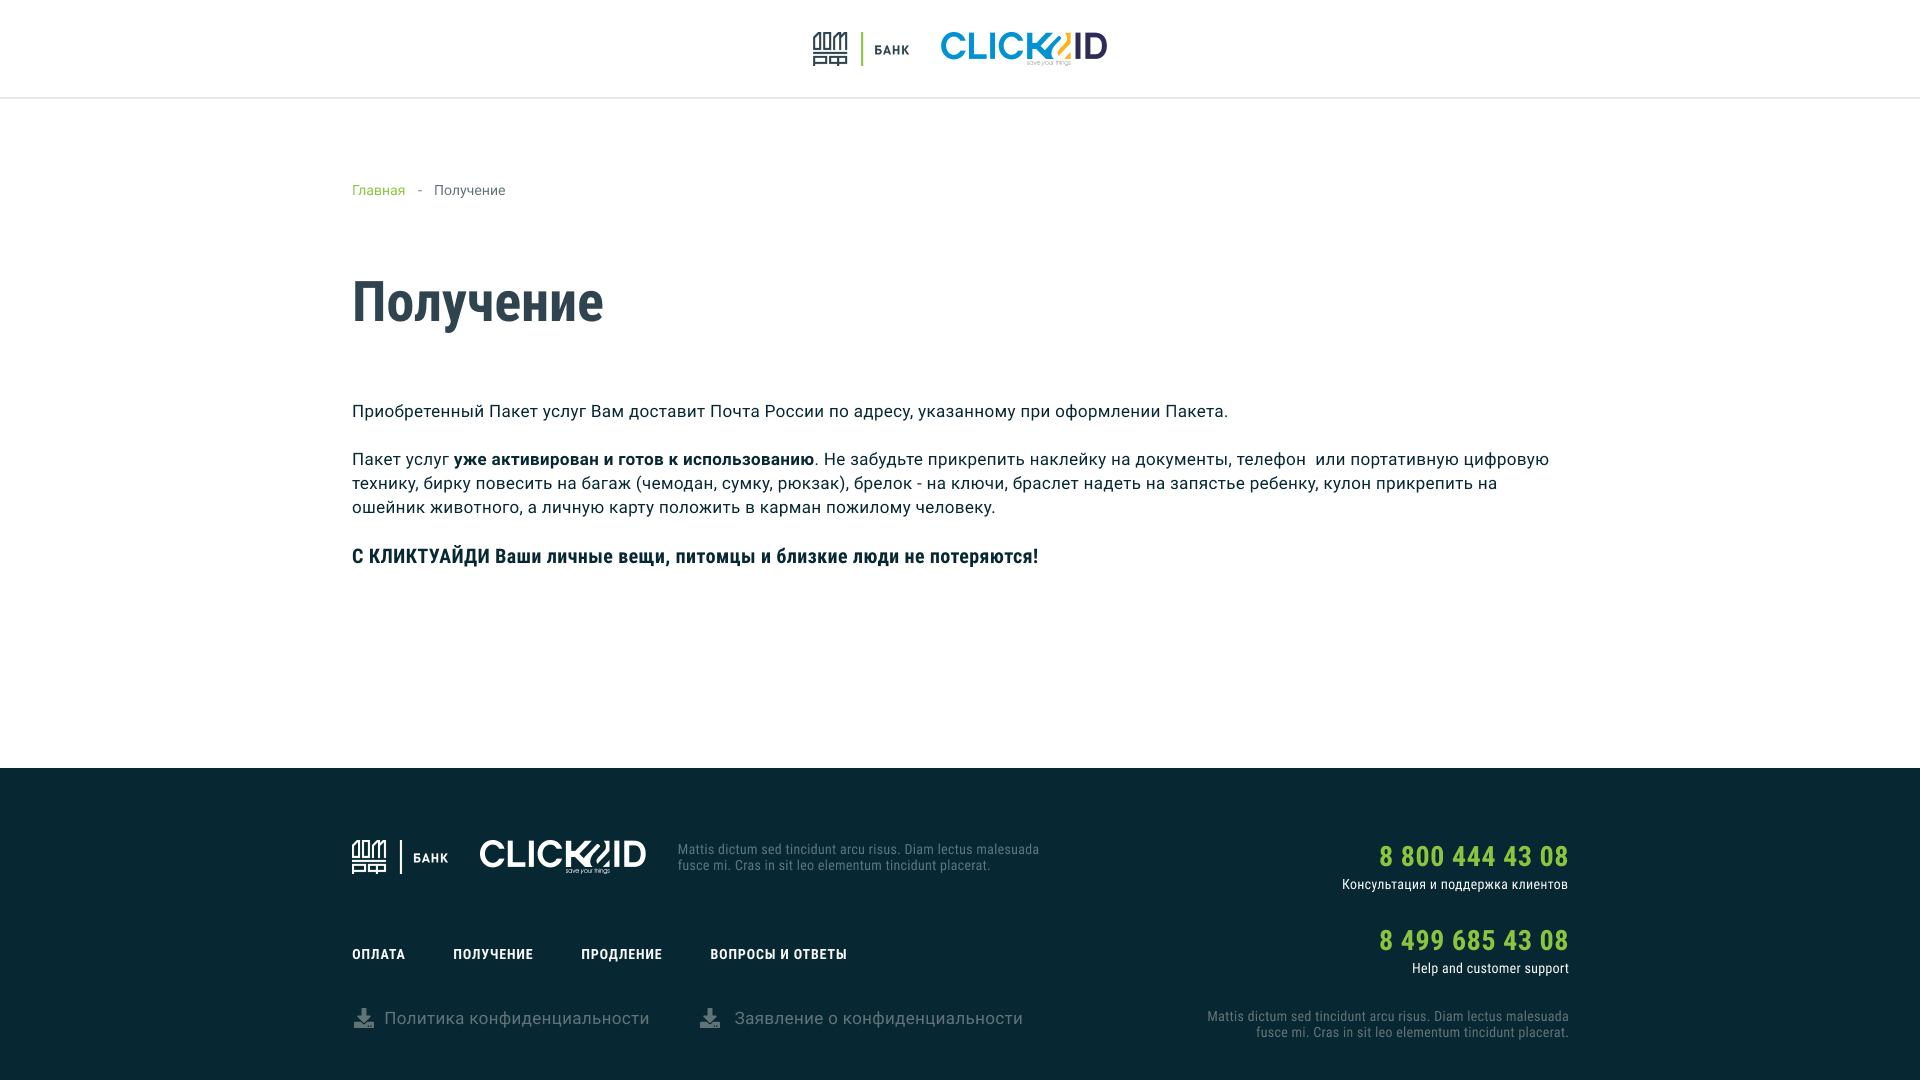 ДОМ
РФ
БАНК
CLICK2ID
save your things
Главная - Получение
Получение
Приобретенный Пакет услуг Вам доставит Почта России по адресу, указанному при оформлении Пакета.
Пакет услуг уже активирован и готов к использованию. Не забудьте прикрепить наклейку на документы, телефон  или портативную цифровую
технику, бирку повесить на багаж (чемодан, сумку, рюкзак), брелок - на ключи, браслет надеть на запястье ребенку, кулон прикрепить на
ошейник животного, а личную карту положить в карман пожилому человеку.
С КЛИКТУАЙДИ Ваши личные вещи, питомцы и близкие люди не потеряются!
ДОМ
РФ
БАНК
CLICK2ID
save your things
Mattis dictum sed tincidunt arcu risus. Diam lectus malesuada
fusce mi. Cras in sit leo elementum tincidunt placerat.
8 800 444 43 08
Консультация и поддержка клиентов
8 499 685 43 08
Help and customer support
ОПЛАТА ПОЛУЧЕНИЕ ПРОДЛЕНИЕ ВОПРОСЫ И ОТВЕТЫ
Политика конфиденциальности Заявление о конфиденциальности
Mattis dictum sed tincidunt arcu risus. Diam lectus malesuada
fusce mi. Cras in sit leo elementum tincidunt placerat.